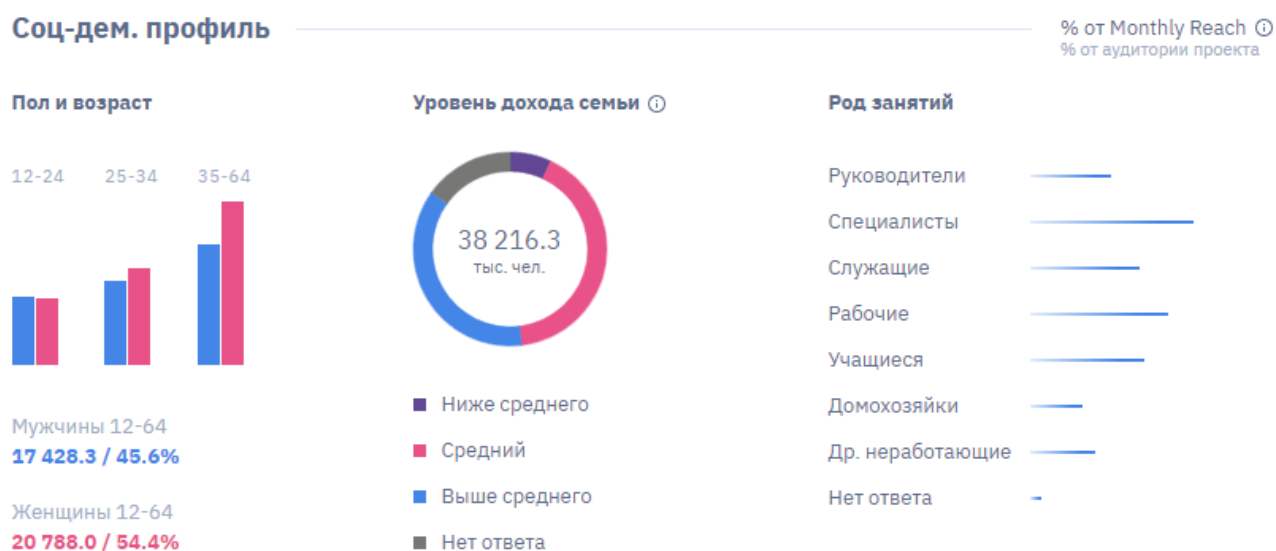 Соц-дем. профиль
% от Monthly Reach
% от аудитории проекта
Пол и возраст
12-24 25-34 35-64
Мужчины 12-64
17 428.3 / 45.6%
Женщины 12-64
20 788.0 / 54.4%
Уровень дохода семьи
38 216.3
тыс. чел.
Ниже среднего
Средний
Выше среднего
Нет ответа
Род занятий
Руководители
Специалисты
Служащие
Рабочие
Учащиеся
Домохозяйки
Др. неработающие
Нет ответа